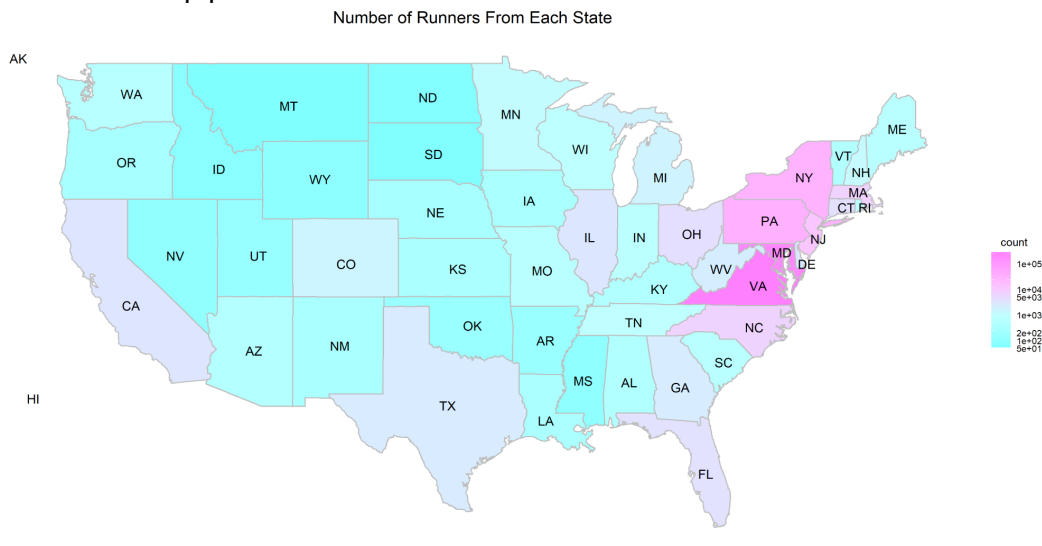 Number of Runners From Each State
AK
WA
MT
ND
MN
ME
OR
ID
SD
WI
VT
NH
WY
MI
NY
MA
NE
IA
CT RI
PA
NV
UT
CO
IL
IN
OH
NJ
KS
MO
WV
MD
DE
CA
KY
VA
AZ
NM
OK
AR
TN
NC
SC
MS
AL
GA
HI
TX
LA
FL
count
1e+05
1e+04
5e+03
1e+03
2e+02
1e+02
5e+01